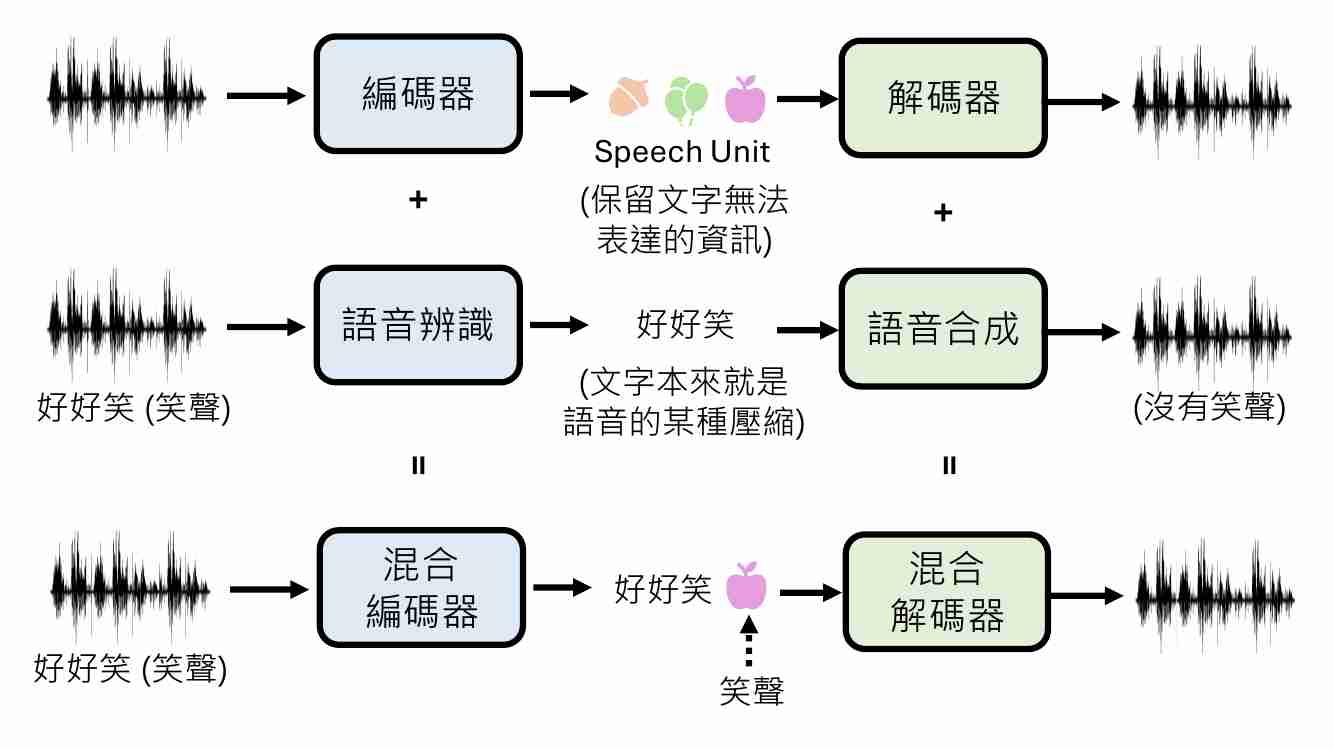 編碼器
解碼器
Speech Unit
(保留文字無法
表達的資訊)
+
+
語音辨識
好好笑
語音合成
(文字本來就是
語音的某種壓縮)
好好笑 (笑聲)
(沒有笑聲)
=
=
混合
編碼器
好好笑
混合
解碼器
好好笑 (笑聲)
笑聲